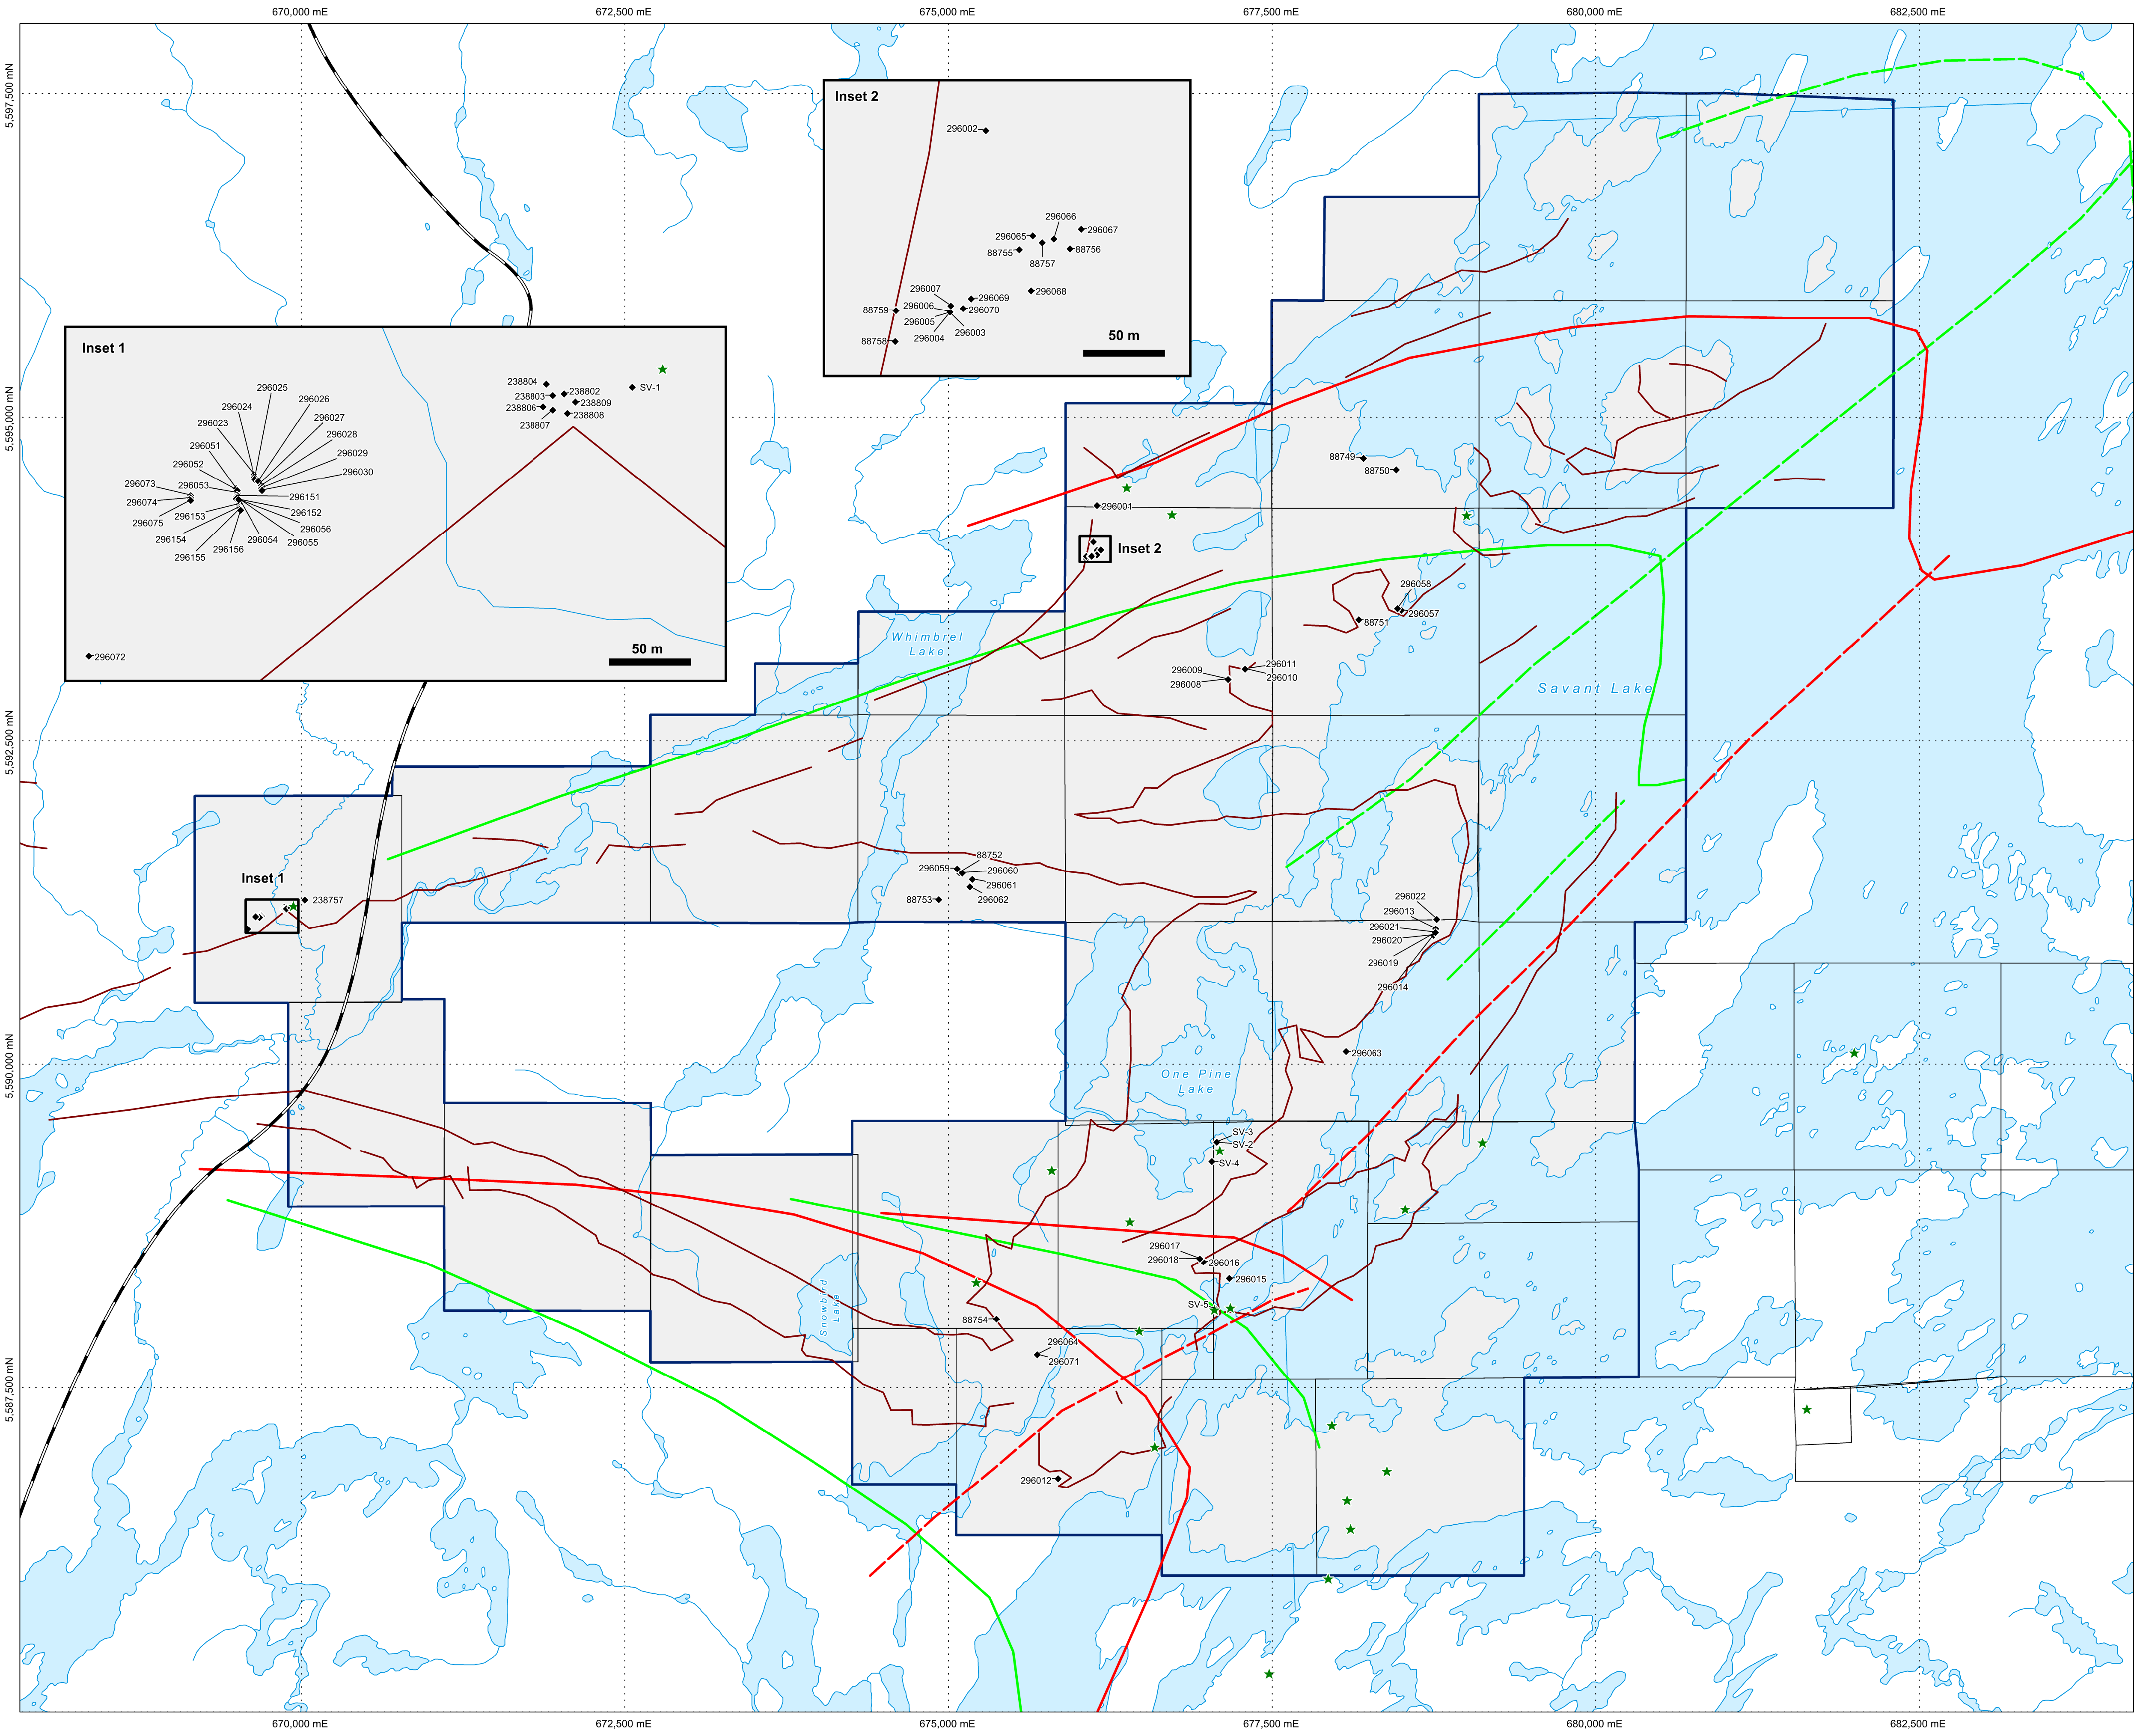 670,000 mE
672,500 mE
675,000 mE
677,500 mE
680,000 mE
682,500 mE
5,597,500 mN
5,595,000 mN
5,592,500 mN
5,590,000 mN
5,587,500 mN
Inset 2
296002
296066
296065
296067
88755
88756
88757
296007
296069
296068
88759
296006
296070
296005
296003
296004
88758
50 m
Inset 1
238804
238802
SV-1
238803
238809
238806
238808
238807
296025
296024
296026
296023
296027
296028
296051
296029
296052
296030
296073
296053
296151
296074
296152
296075
296153
296056
296154
296054
296055
296155
296156
50 m
296072
88749
88750
296001
Inset 2
296058
296057
88751
Whimbrel
Lake
296009
296011
296008
296010
Savant Lake
88752
296059
296060
296061
88753
296062
Inset 1
238757
296022
296013
296021
296020
296019
296014
296063
One Pine
Lake
SV-3
SV-2
SV-4
296017
296018
296016
296015
SV-5
Snowbird
Lake
88754
296064
296071
296012
670,000 mE
672,500 mE
675,000 mE
677,500 mE
680,000 mE
682,500 mE